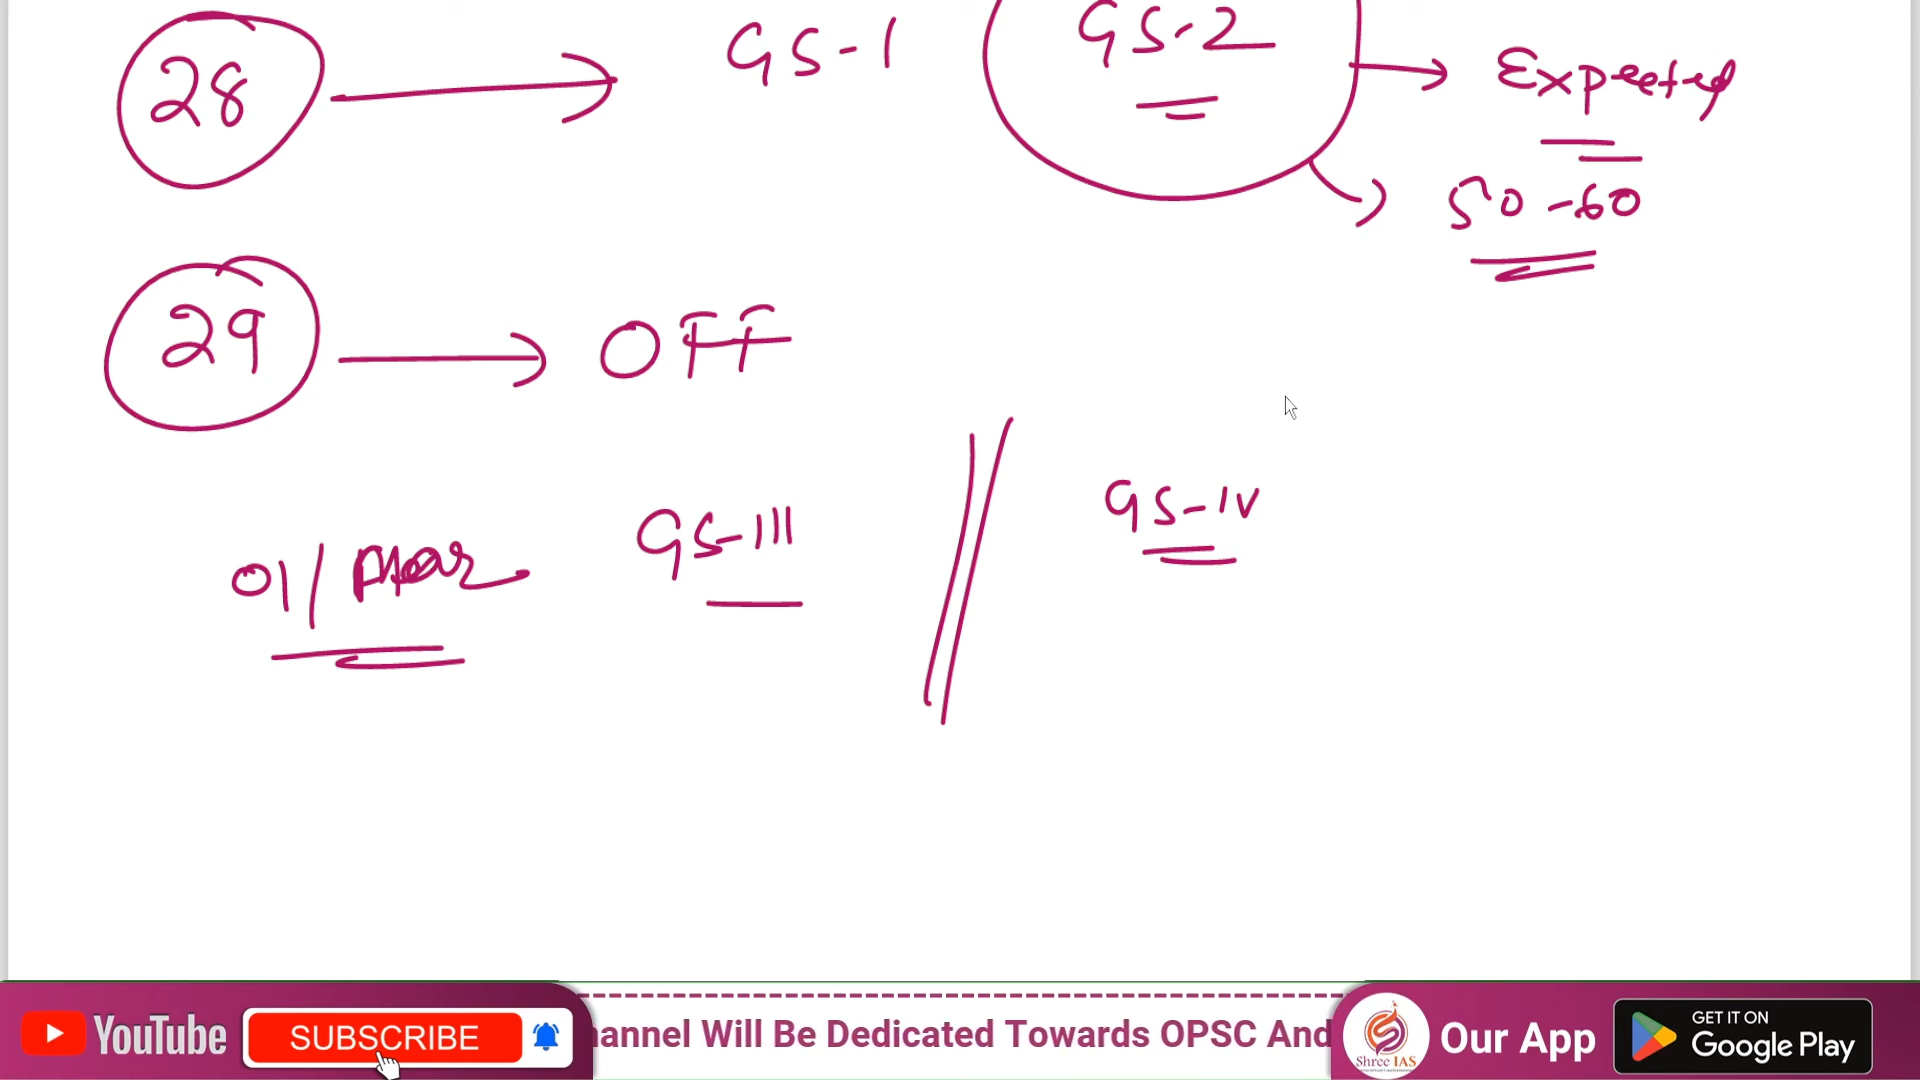 28 → GS-1 GS-2 → Expected
50-60
29 → OFF
01/Mar GS-III GS-IV
YouTube SUBSCRIBE hannel Will Be Dedicated Towards OPSC And Shree IAS Our App GET IT ON Google Play